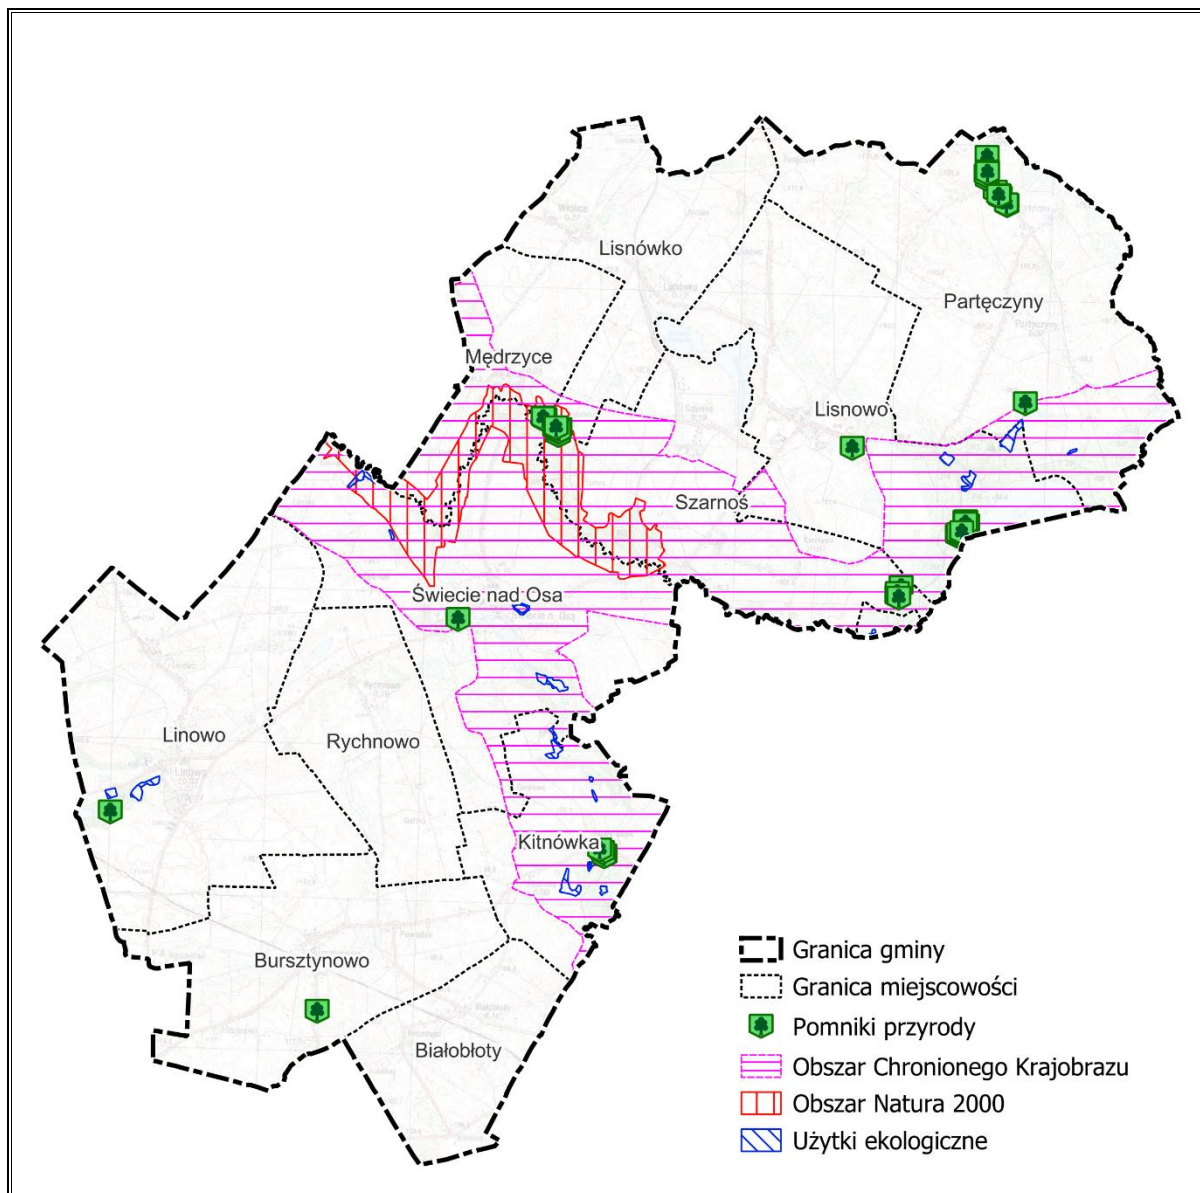 Lisnówko
Partęczyny
Mędrzyce
Lisnowo
Szarnoś
Świecie nad Osa
Linowo
Rychnowo
Kitnówka
Bursztynowo
Białobłoty
Granica gminy
Granica miejscowości
Pomniki przyrody
Obszar Chronionego Krajobrazu
Obszar Natura 2000
Użytki ekologiczne